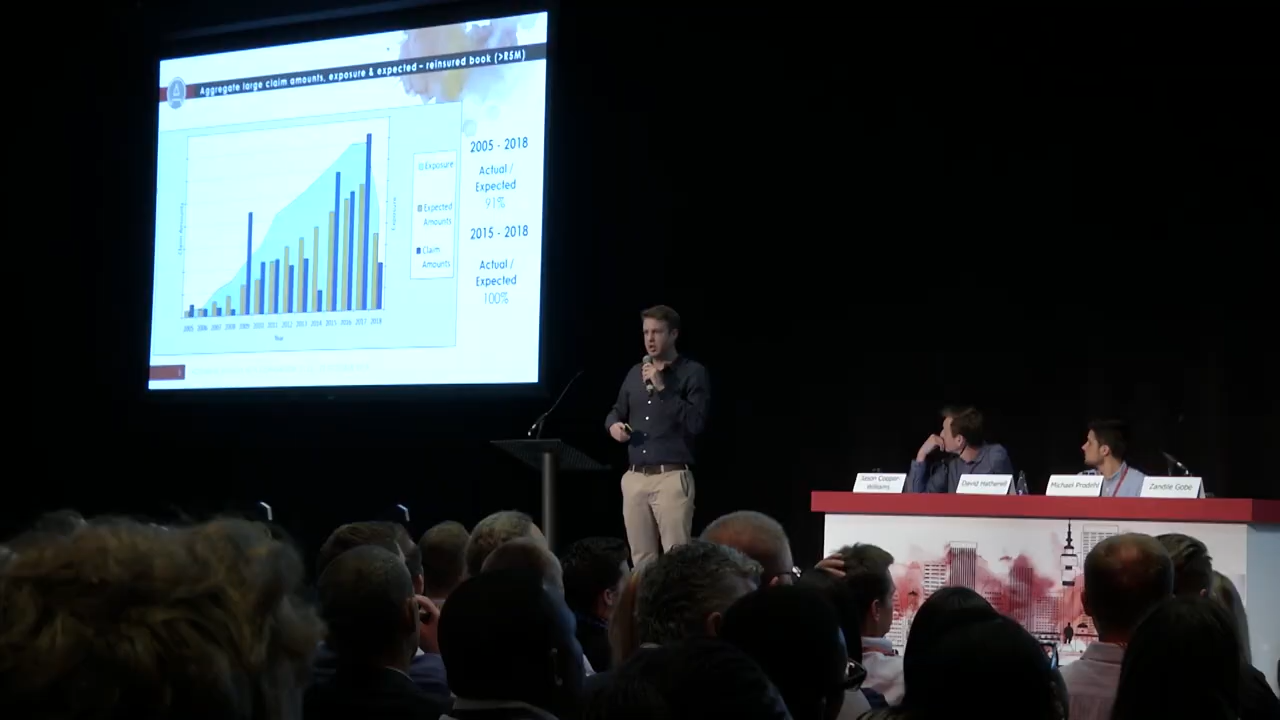 Aggregate large claim amounts, exposure & expected – reinsured book (>R5M)
2005 - 2018
Actual /
Expected
91%
2015 - 2018
Actual /
Expected
100%
Exposure
Expected
Amounts
Claim
Amounts
Exposure
2005 2006 2007 2008 2009 2010 2011 2012 2013 2014 2015 2016 2017 2018
Year
Jason Cooper
Williams
David Hatherell
Michael Prodehl
Zandile Gobe